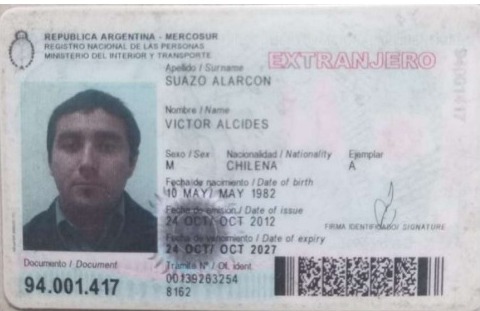 REPUBLICA ARGENTINA - MERCOSUR
REGISTRO NACIONAL DE LAS PERSONAS
MINISTERIO DEL INTERIOR Y TRANSPORTE
EXTRANJERO
Apellido / Surname
SUAZO ALARCON
Nombre / Name
VICTOR ALCIDES
Sexo / Sex Nacionalidad / Nationality Ejemplar
M CHILENA A
Fecha de nacimiento / Date of birth
10 MAY/ MAY 1982
Fecha de emisión / Date of issue
24 OCT/ OCT 2012
FIRMA IDENTIFICADO/ SIGNATURE
Fecha de vencimiento / Date of expiry
24 OCT/ OCT 2027
Documento / Document
94.001.417
Trámite N° / Of. ident.
00139263254
8162